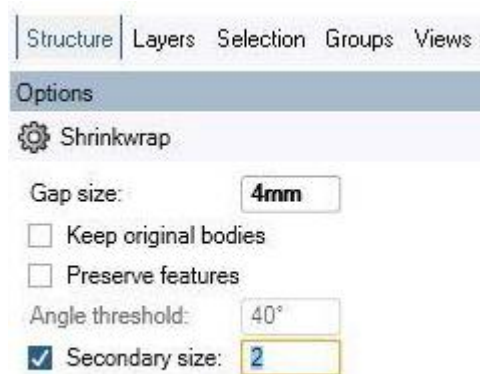 Structure Layers Selection Groups Views
Options
Shrinkwrap
Gap size: 4mm
Keep original bodies
Preserve features
Angle threshold: 40°
Secondary size: 2